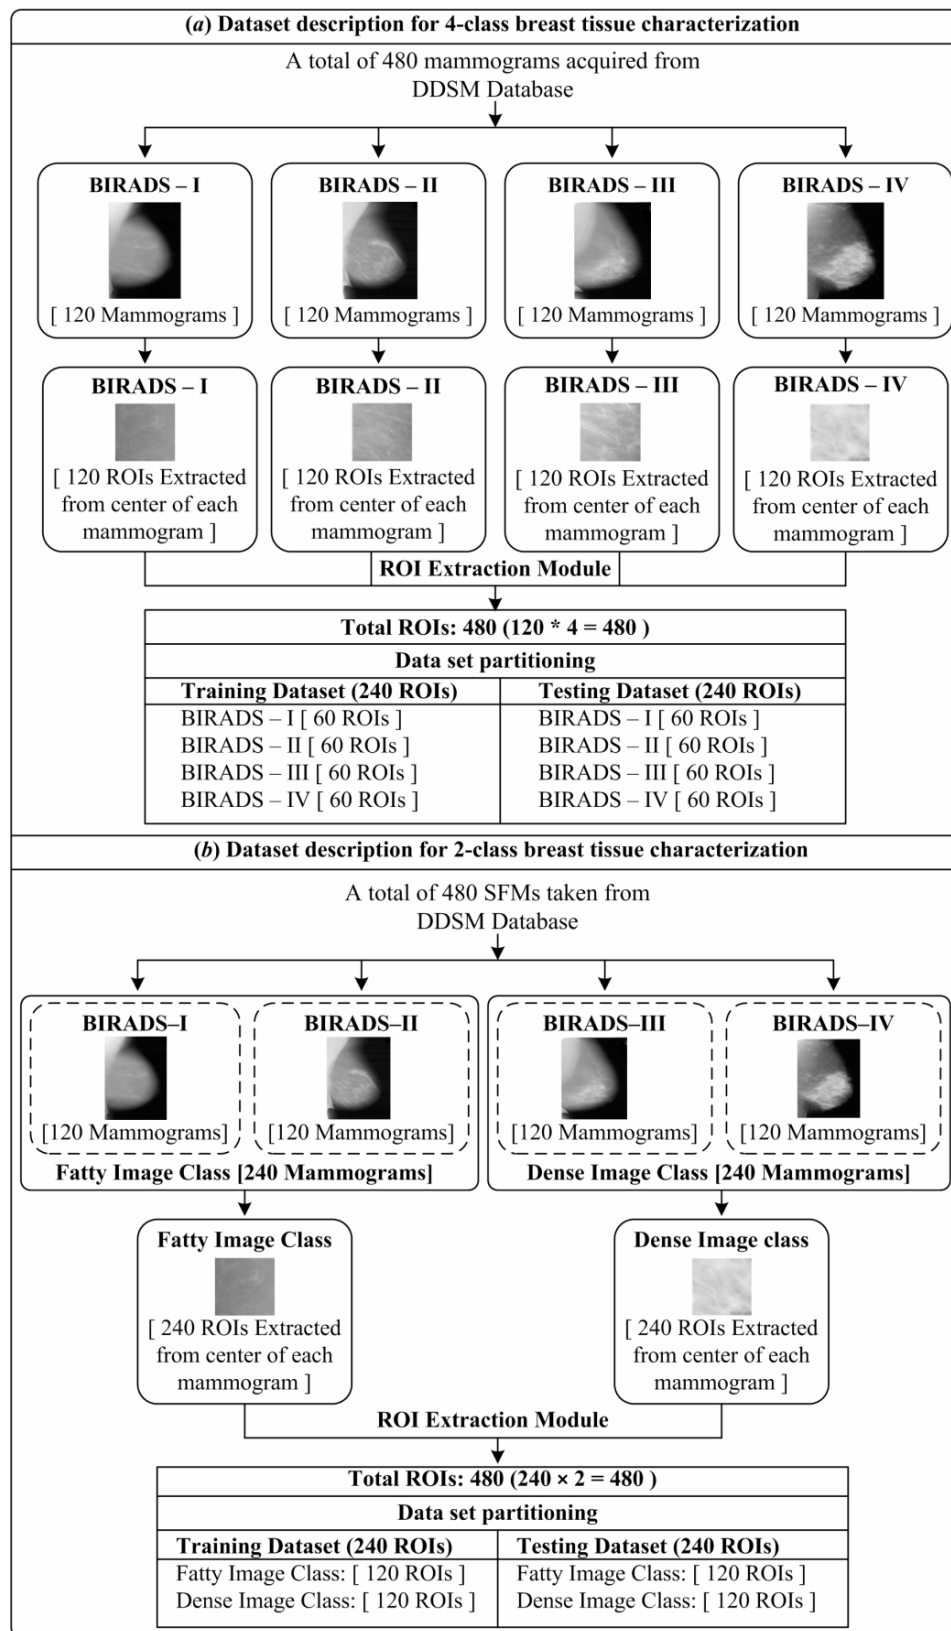 (a) Dataset description for 4-class breast tissue characterization
A total of 480 mammograms acquired from
DDSM Database
BIRADS – I
[ 120 Mammograms ]
BIRADS – II
[ 120 Mammograms ]
BIRADS – III
[ 120 Mammograms ]
BIRADS – IV
[ 120 Mammograms ]
BIRADS – I
[ 120 ROIs Extracted
from center of each
mammogram ]
BIRADS – II
[ 120 ROIs Extracted
from center of each
mammogram ]
BIRADS – III
[ 120 ROIs Extracted
from center of each
mammogram ]
BIRADS – IV
[ 120 ROIs Extracted
from center of each
mammogram ]
ROI Extraction Module
Total ROIs: 480 (120 * 4 = 480 )
Data set partitioning
Training Dataset (240 ROIs)
BIRADS – I [ 60 ROIs ]
BIRADS – II [ 60 ROIs ]
BIRADS – III [ 60 ROIs ]
BIRADS – IV [ 60 ROIs ]
Testing Dataset (240 ROIs)
BIRADS – I [ 60 ROIs ]
BIRADS – II [ 60 ROIs ]
BIRADS – III [ 60 ROIs ]
BIRADS – IV [ 60 ROIs ]
(b) Dataset description for 2-class breast tissue characterization
A total of 480 SFMs taken from
DDSM Database
BIRADS–I
[120 Mammograms]
BIRADS–II
[120 Mammograms]
Fatty Image Class [240 Mammograms]
BIRADS–III
[120 Mammograms]
BIRADS–IV
[120 Mammograms]
Dense Image Class [240 Mammograms]
Fatty Image Class
[ 240 ROIs Extracted
from center of each
mammogram ]
Dense Image class
[ 240 ROIs Extracted
from center of each
mammogram ]
ROI Extraction Module
Total ROIs: 480 (240 × 2 = 480 )
Data set partitioning
Training Dataset (240 ROIs)
Fatty Image Class: [ 120 ROIs ]
Dense Image Class: [ 120 ROIs ]
Testing Dataset (240 ROIs)
Fatty Image Class: [ 120 ROIs ]
Dense Image Class: [ 120 ROIs ]